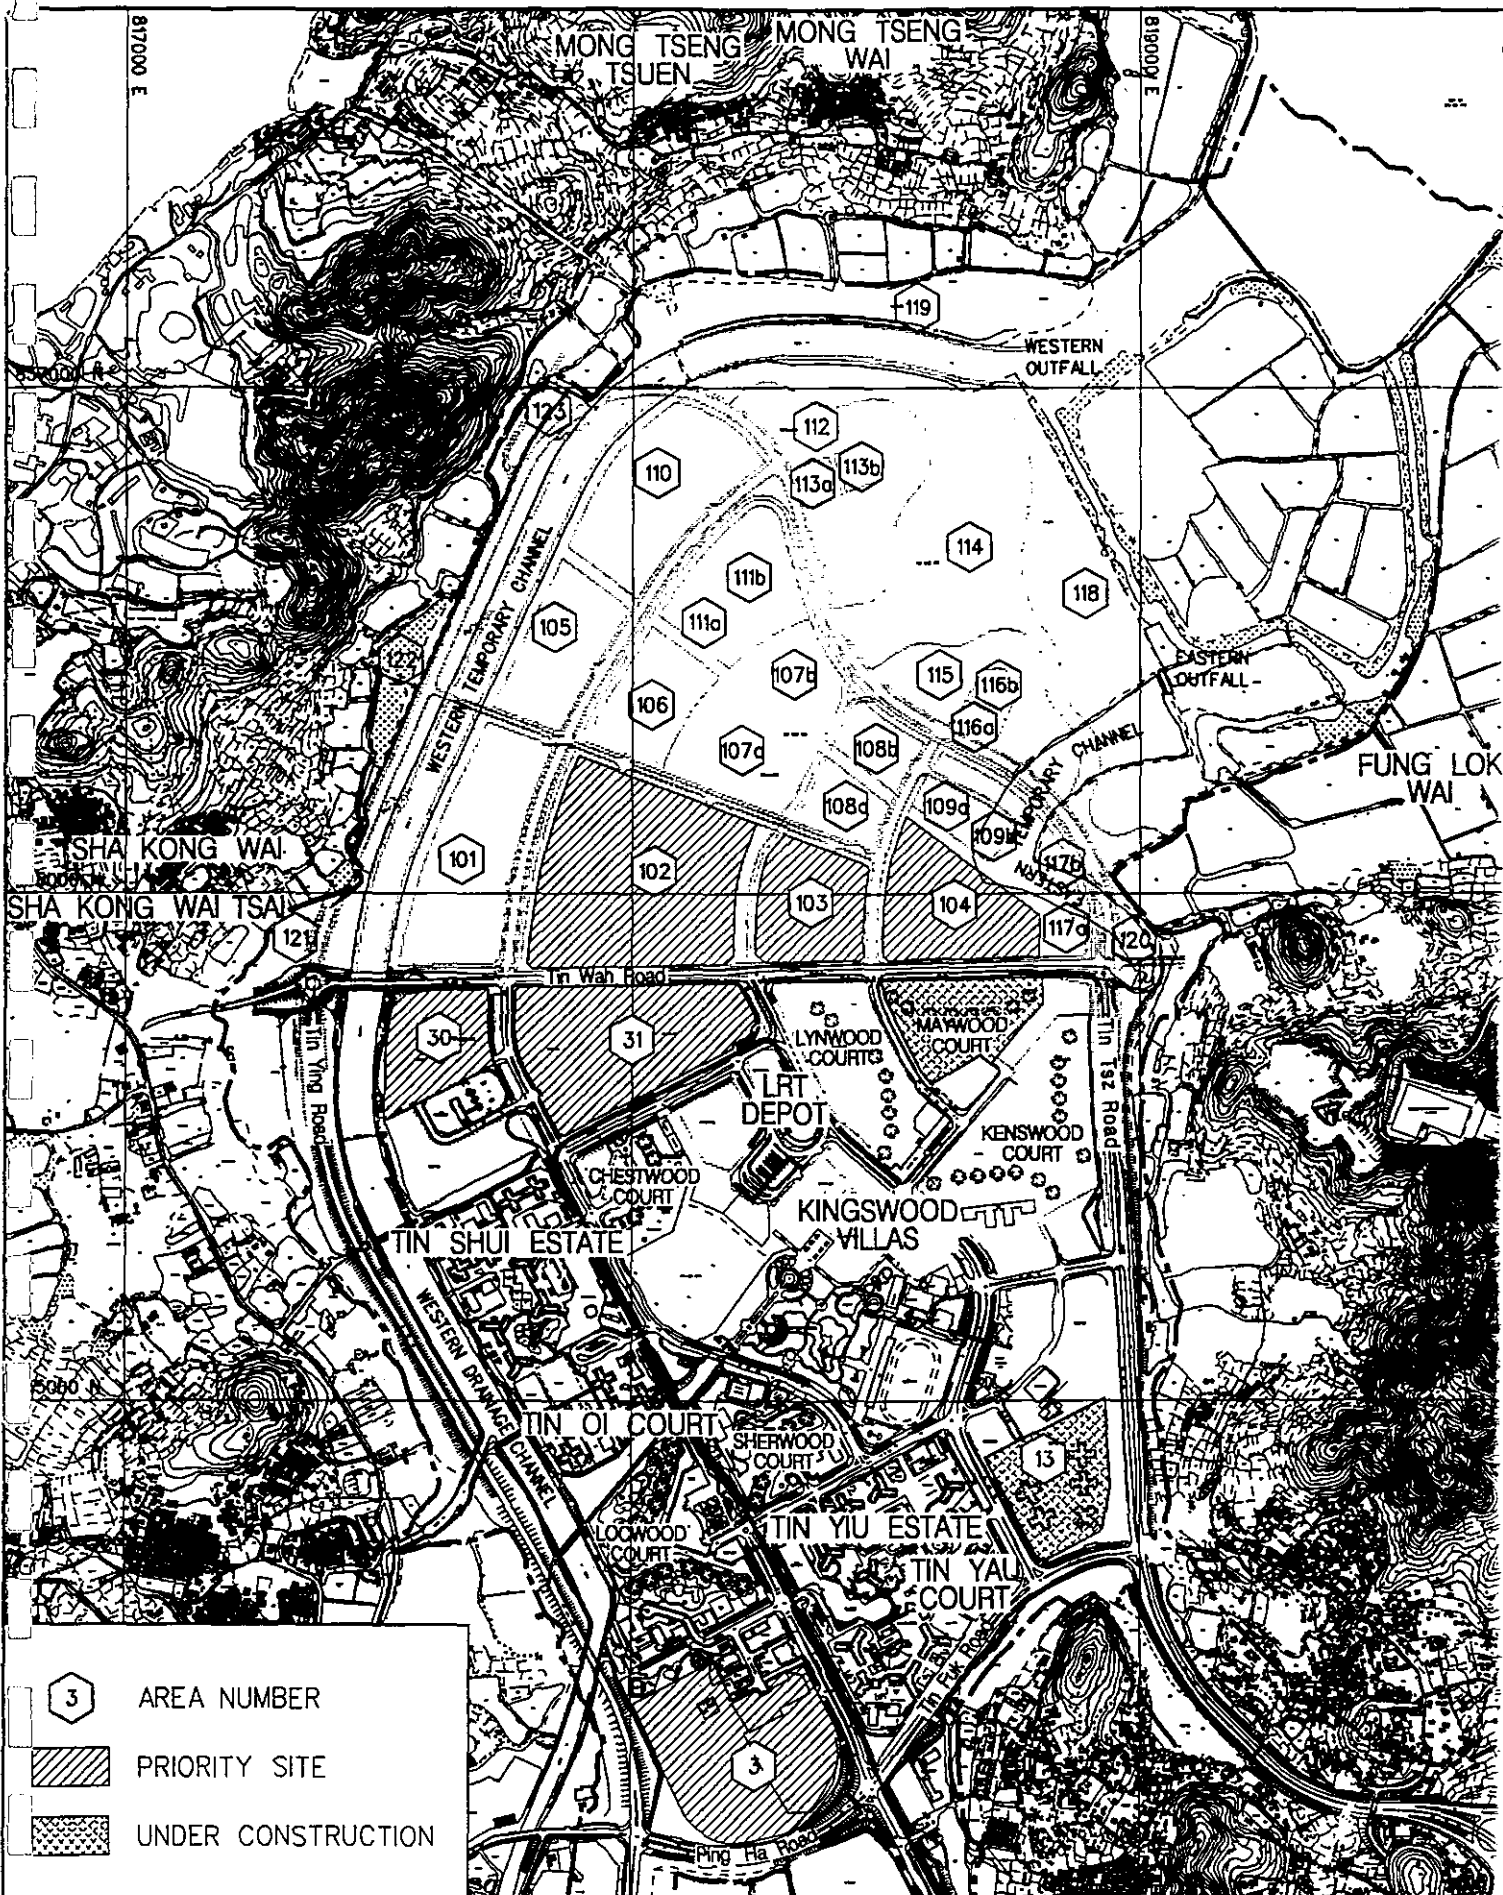 817000 E
819000 E
MONG TSENG
TSUEN
MONG TSENG
WAI
119
WESTERN
OUTFALL
123
112
110
113a
113b
114
111b
118
111a
105
WESTERN TEMPORARY CHANNEL
122
EASTERN
OUTFALL
107b
115
116b
106
116a
107a
108b
TEMPORARY CHANNEL
FUNG LOK
WAI
108a
109a
109b
SHA KONG WAI
101
102
117b
SHA KONG WAI TSAI
103
104
117a
121
120
Tin Wah Road
30
31
LYNWOOD
COURT
MAYWOOD
COURT
Tin Ying Road
Tin Tsz Road
LRT
DEPOT
KENSWOOD
COURT
CHESTWOOD
COURT
KINGSWOOD
VILLAS
TIN SHUI ESTATE
WESTERN DRAINAGE CHANNEL
TIN OI COURT
SHERWOOD
COURT
13
LOCWOOD
COURT
TIN YIU ESTATE
TIN YAU
COURT
Tin Fuk Road
3
Ping Ha Road
3 AREA NUMBER
PRIORITY SITE
UNDER CONSTRUCTION